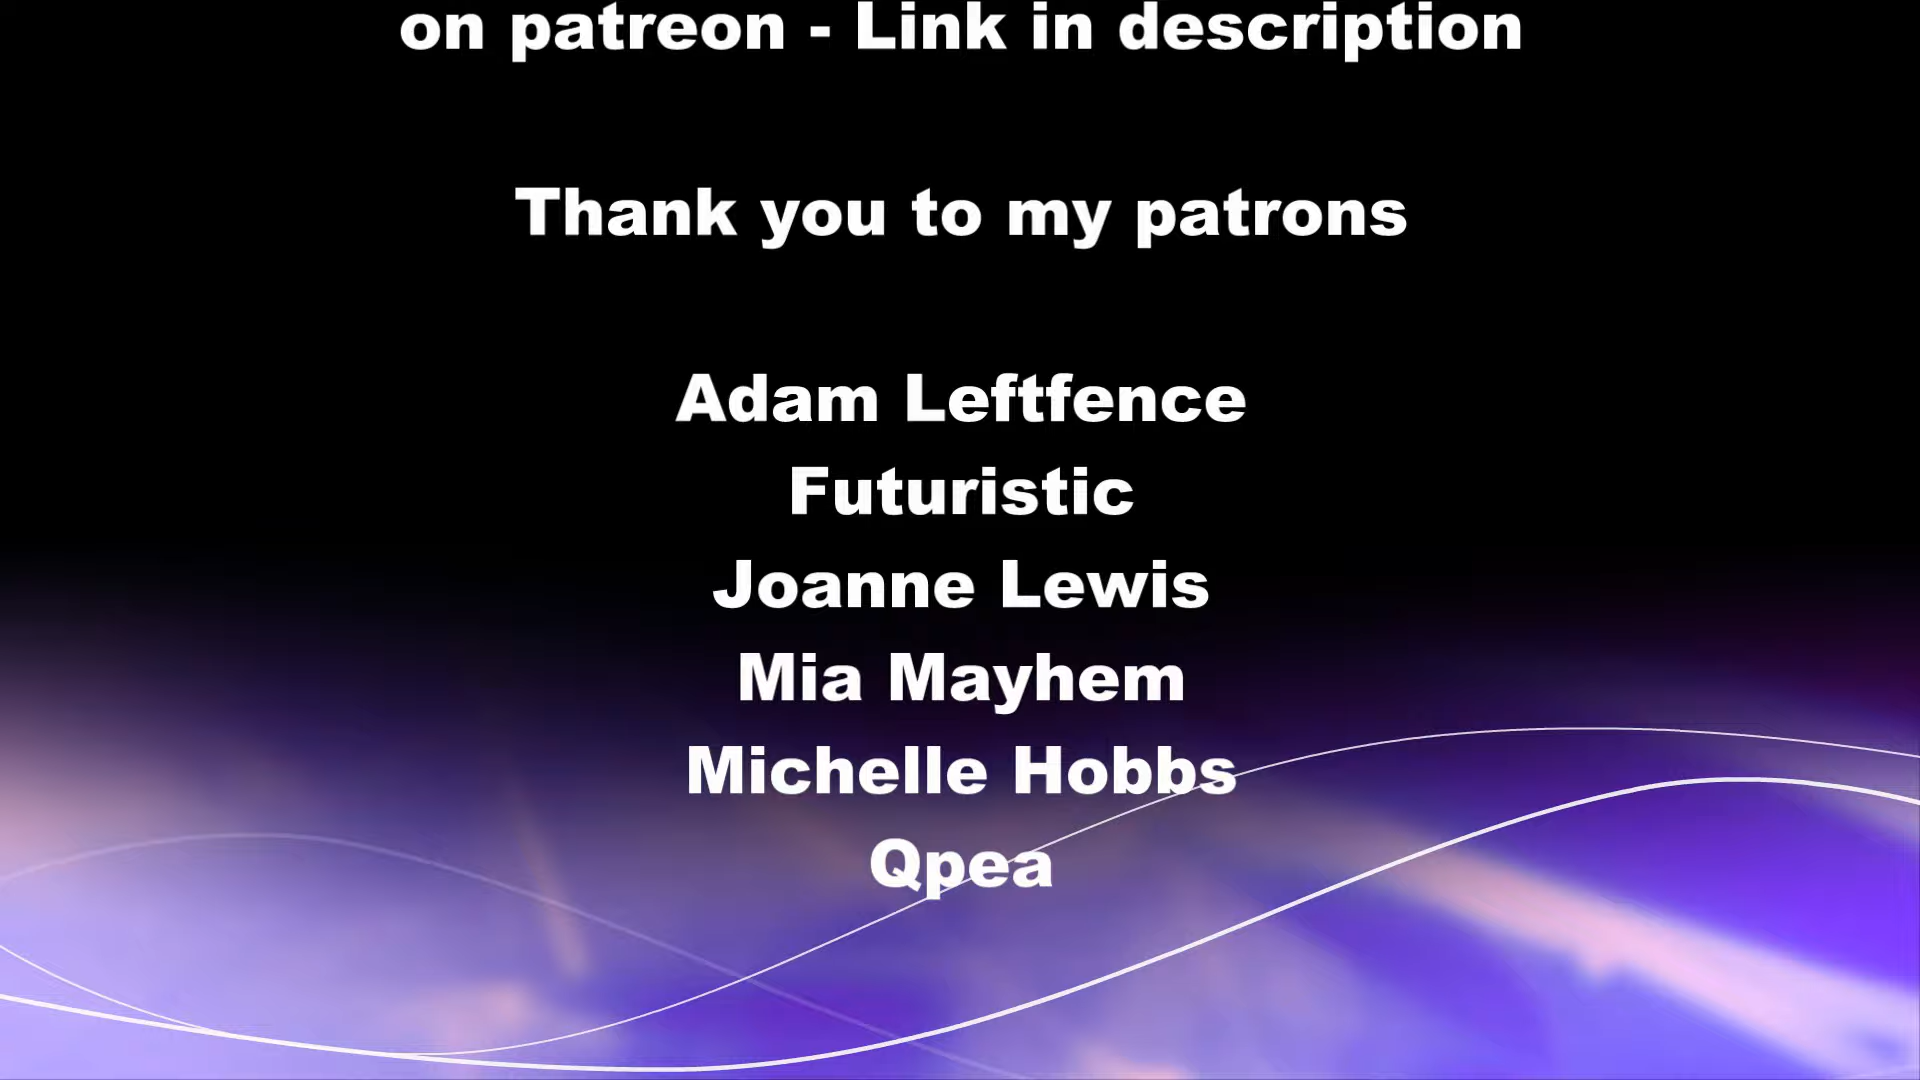 on patreon - Link in description
Thank you to my patrons
Adam Leftfence
Futuristic
Joanne Lewis
Mia Mayhem
Michelle Hobbs
Qpea